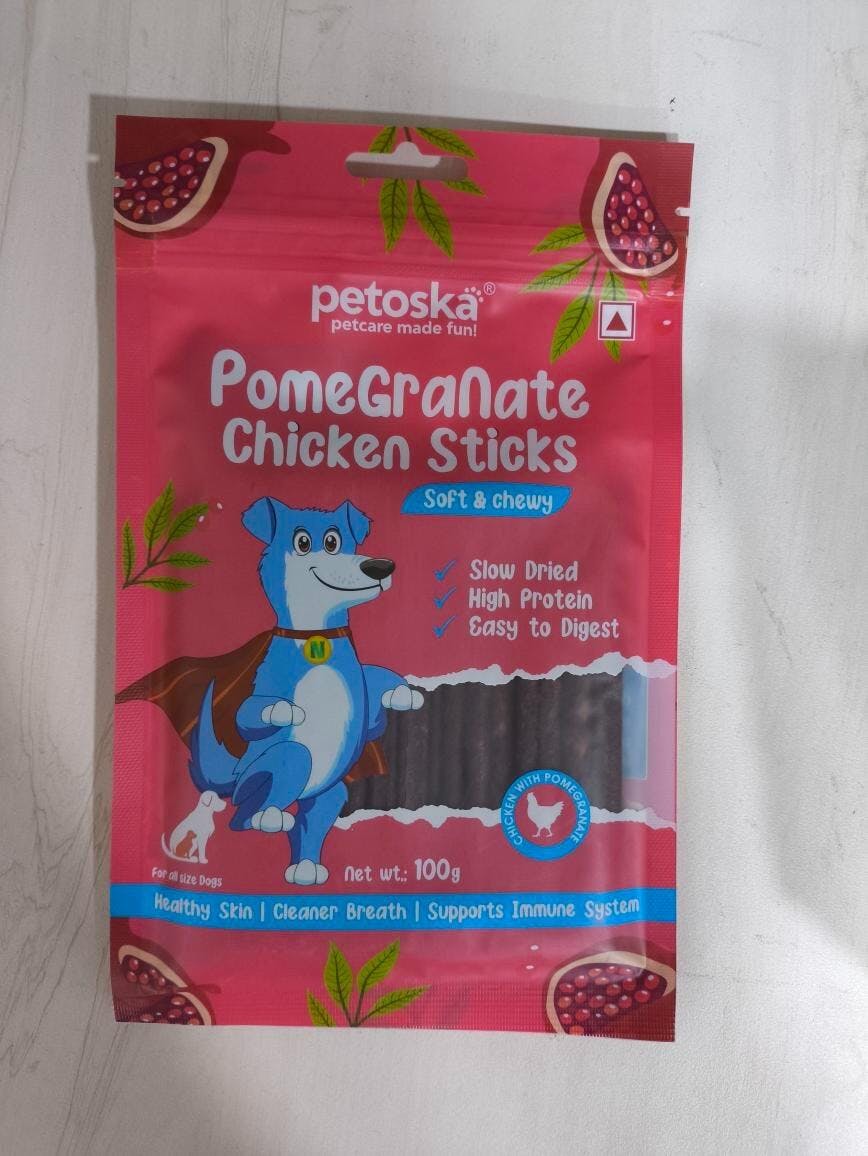 petoska®
petcare made fun!
PomeGranate
Chicken Sticks
Soft & chewy
Slow Dried
High Protein
Easy to Digest
N
CHICKEN WITH POMEGRANATE
For all size Dogs
Net wt.: 100g
Healthy Skin | Cleaner Breath | Supports Immune System